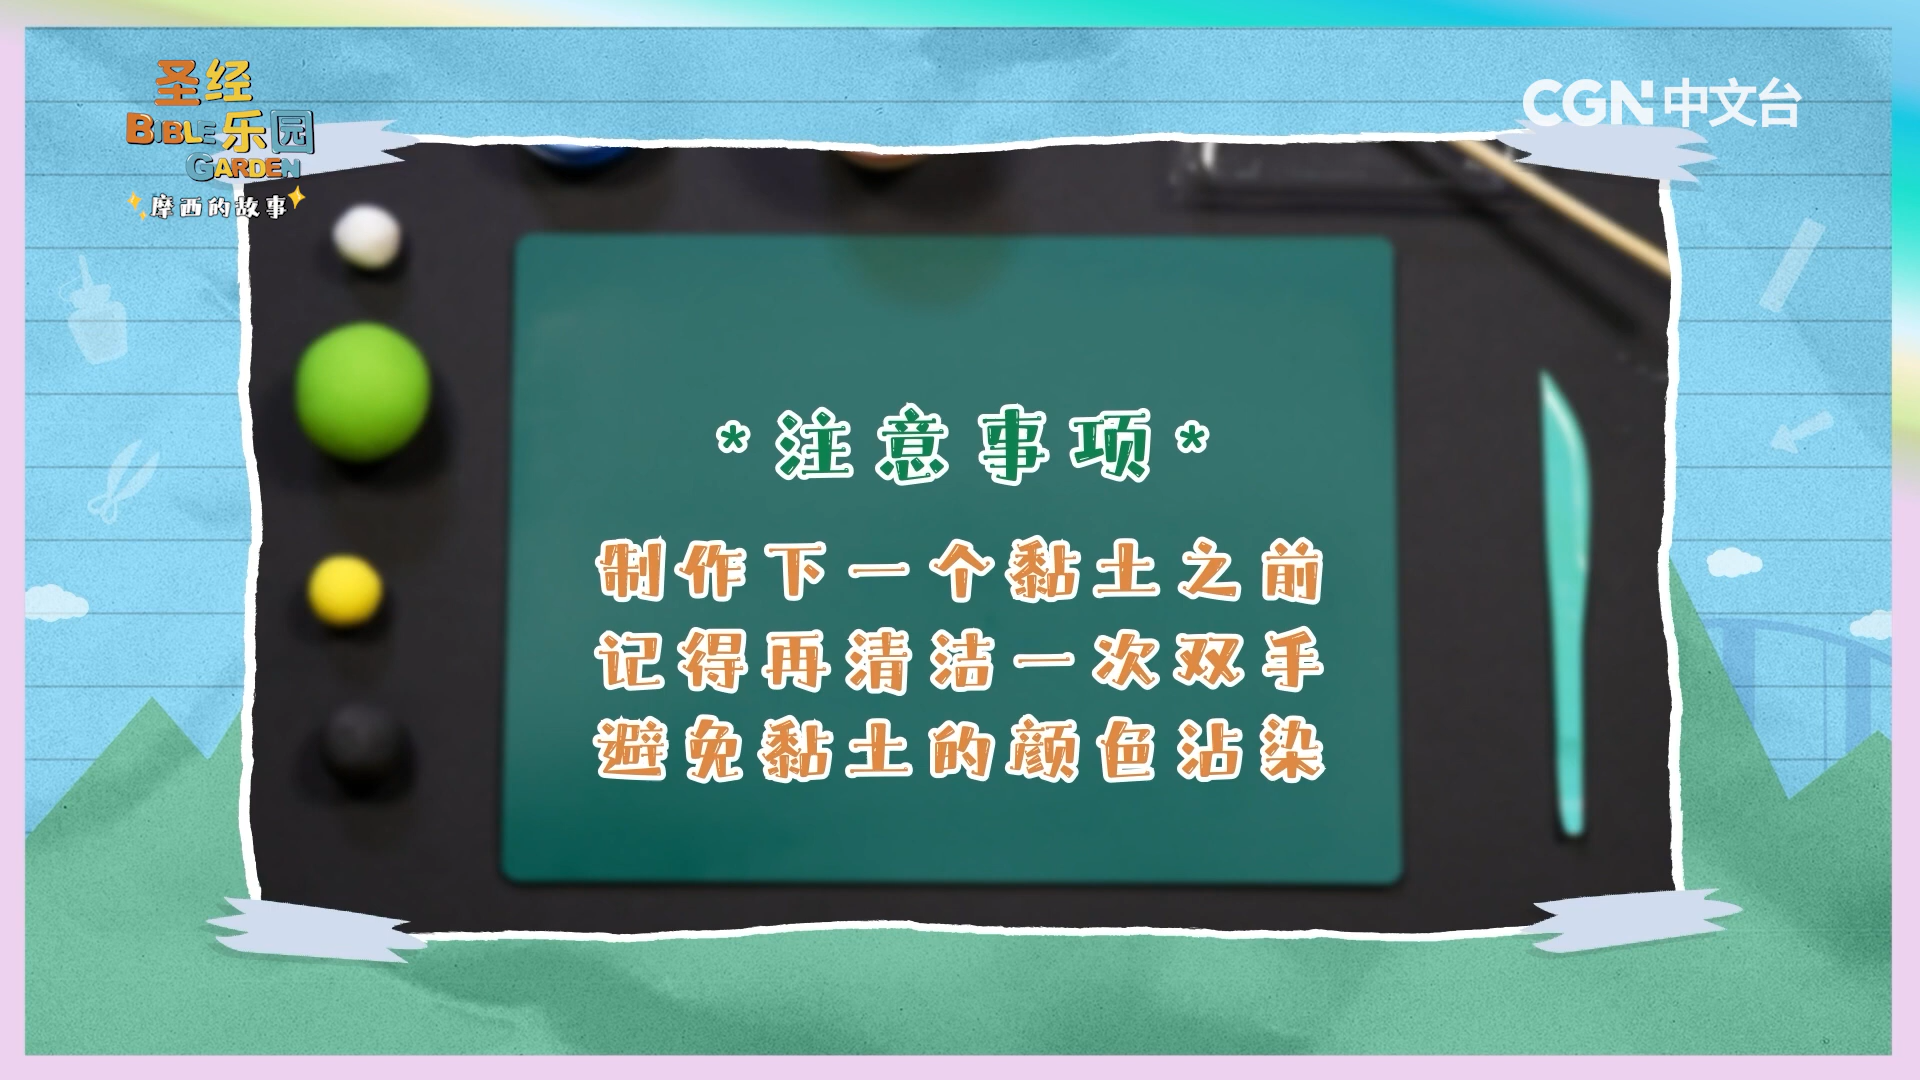 圣经
BIBLE乐园
GARDEN
摩西的故事
CGN中文台
*注意事项*
制作下一个黏土之前
记得再清洁一次双手
避免黏土的颜色沾染